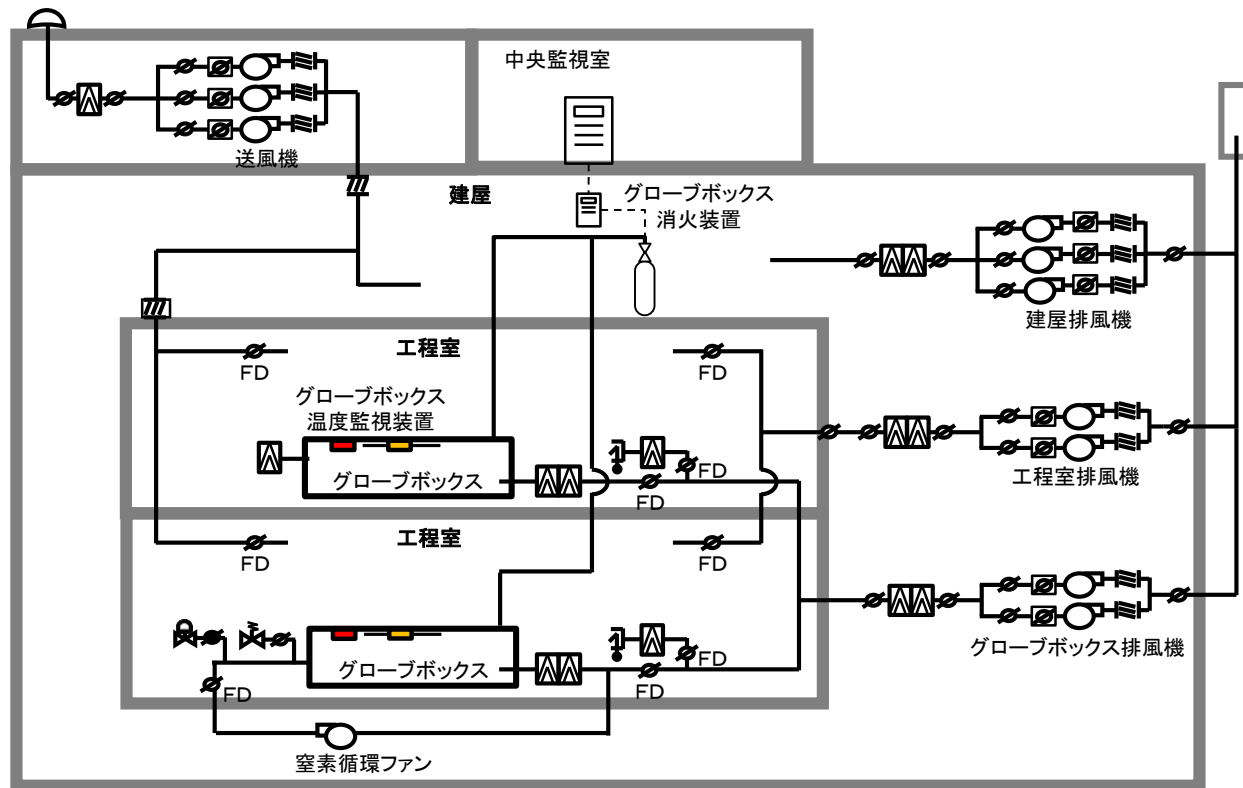 中央監視室
送風機
建屋
グローブボックス
消火装置
建屋排風機
工程室
FD
FD
グローブボックス
温度監視装置
グローブボックス
FD
FD
工程室排風機
工程室
FD
FD
グローブボックス
FD
FD
FD
グローブボックス排風機
窒素循環ファン